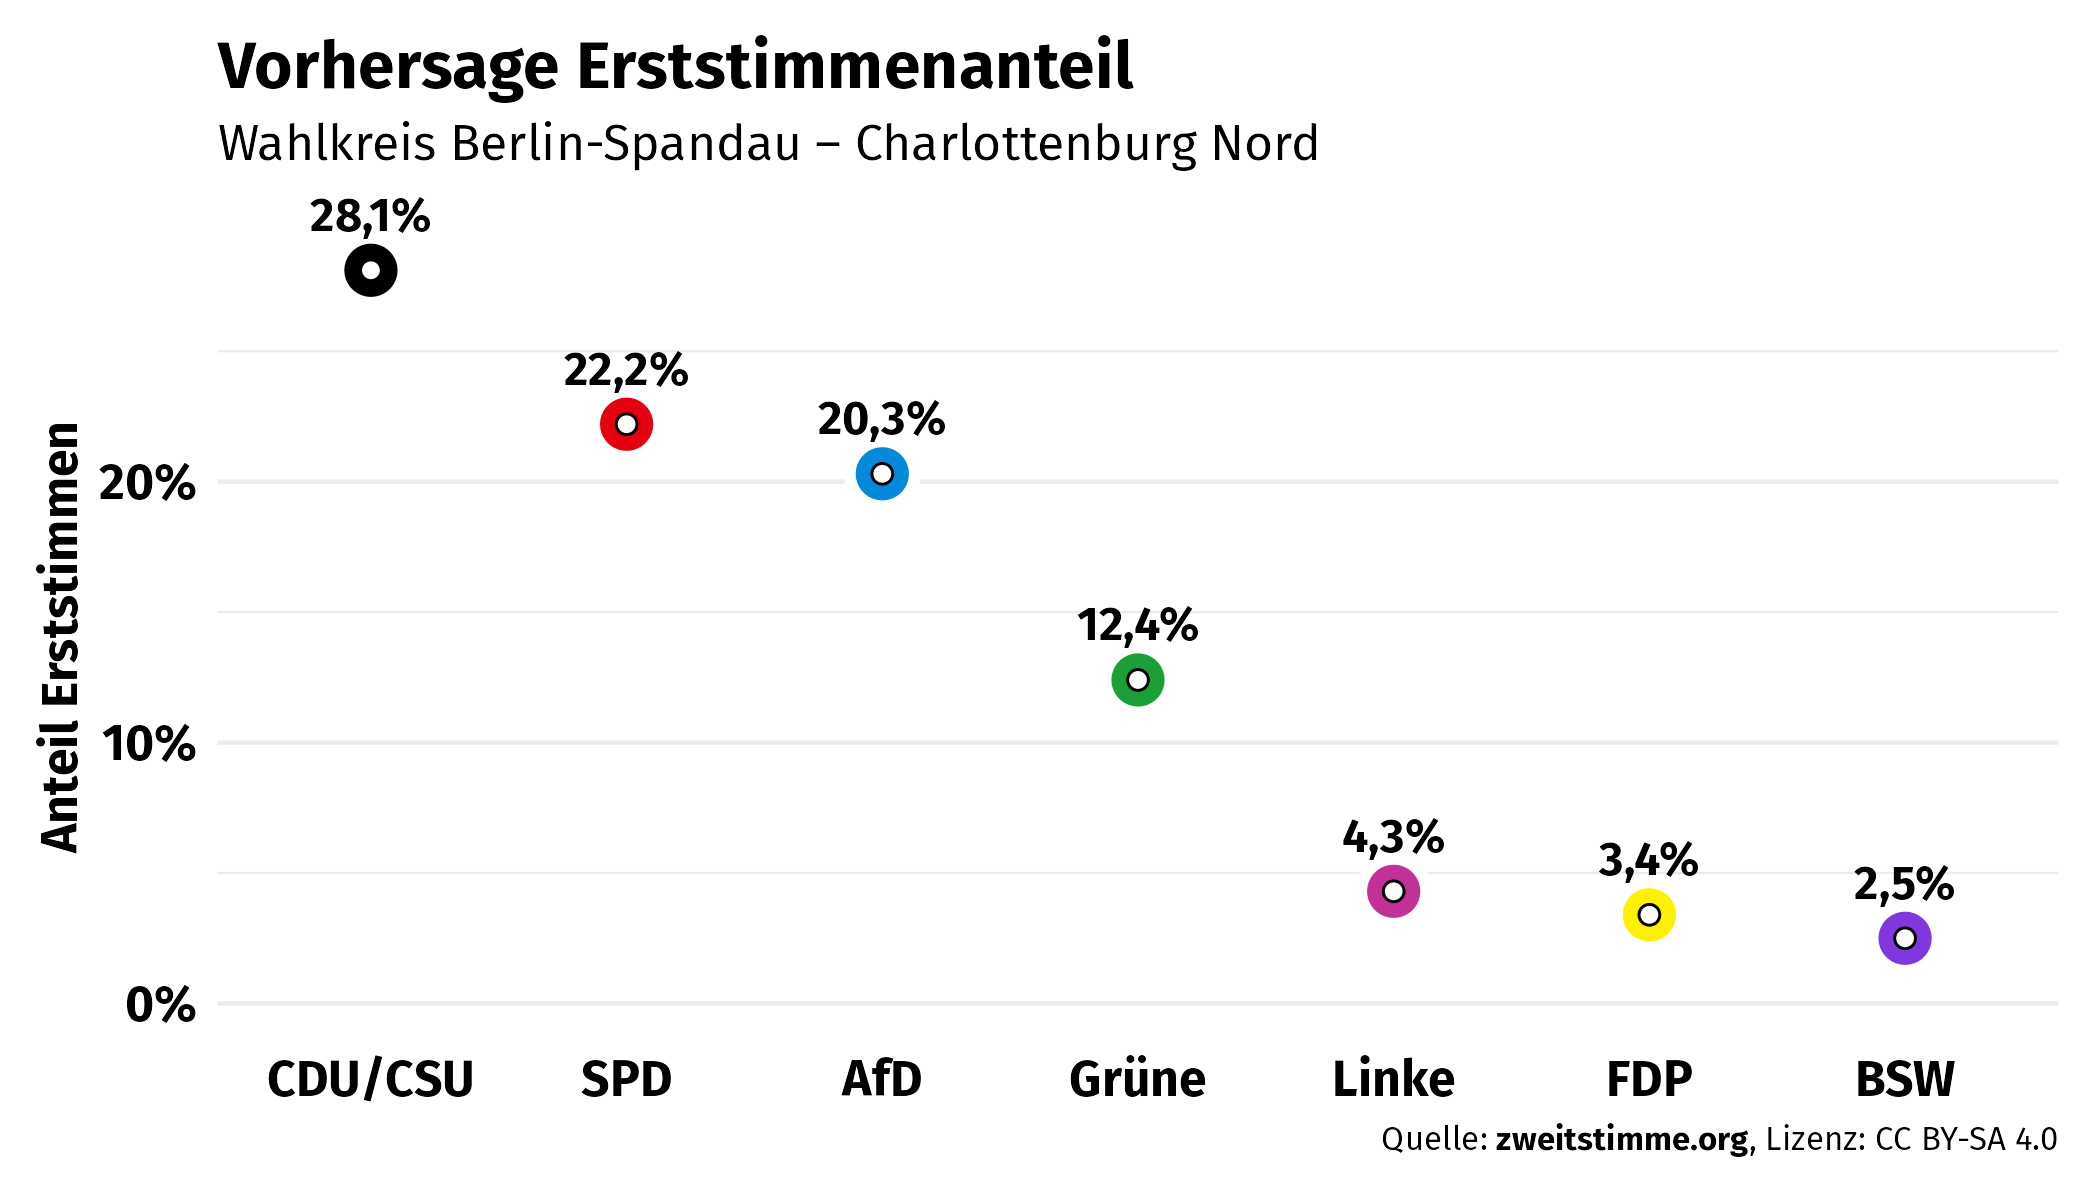 Vorhersage Erststimmenanteil
Wahlkreis Berlin-Spandau – Charlottenburg Nord
28,1%
22,2%
20,3%
12,4%
4,3%
3,4%
2,5%
Anteil Erststimmen
20%
10%
0%
CDU/CSU SPD AfD Grüne Linke FDP BSW
Quelle: zweitstimme.org, Lizenz: CC BY-SA 4.0